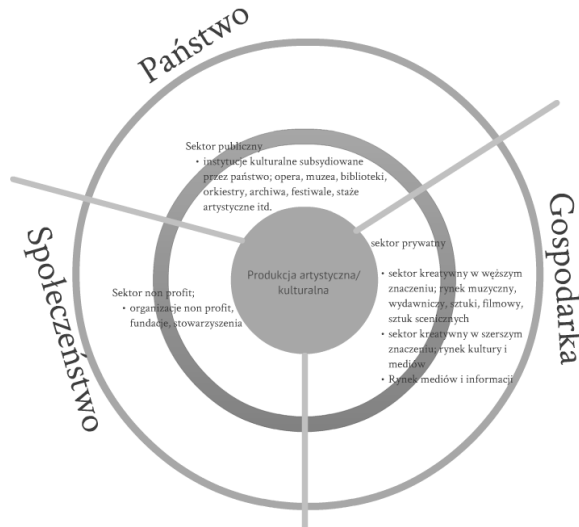 Państwo
Sektor publiczny
• instytucje kulturalne subsydiowane
przez państwo; opera, muzea, biblioteki,
orkiestry, archiwa, festiwale, staże
artystyczne itd.
Gospodarka
sektor prywatny
• sektor kreatywny w węższym
znaczeniu; rynek muzyczny,
wydawniczy, sztuki, filmowy,
sztuk scenicznych
• sektor kreatywny w szerszym
znaczeniu; rynek kultury i
mediów
• Rynek mediów i informacji
Produkcja artystyczna/
kulturalna
Społeczeństwo
Sektor non profit;
• organizacje non profit,
fundacje, stowarzyszenia